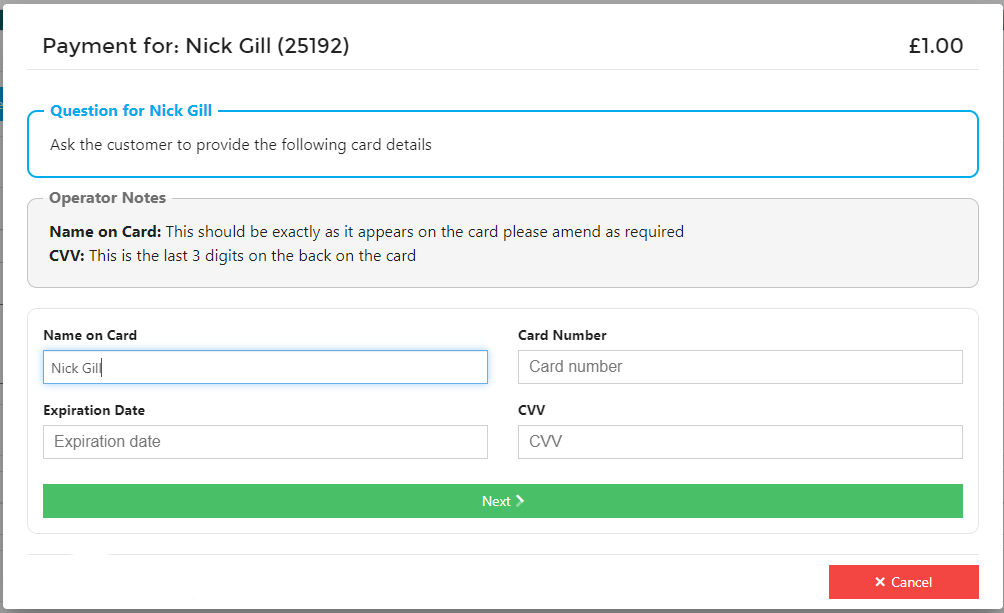 Payment for: Nick Gill (25192)
£1.00
Question for Nick Gill
Ask the customer to provide the following card details
Operator Notes
Name on Card: This should be exactly as it appears on the card please amend as required
CVV: This is the last 3 digits on the back on the card
Name on Card
Card Number
Nick Gill
Card number
Expiration Date
CVV
Expiration date
CVV
Next
Cancel